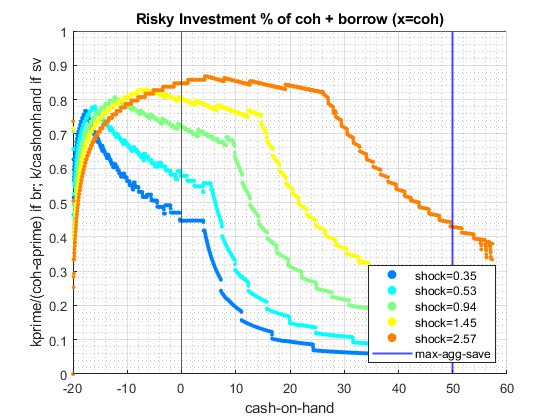 Risky Investment % of coh + borrow (x=coh)
kprime/(coh-aprime) if br; k/cashonhand if sv
1
0.9
0.8
0.7
0.6
0.5
0.4
0.3
0.2
0.1
0
shock=0.35
shock=0.53
shock=0.94
shock=1.45
shock=2.57
max-agg-save
-20 -10 0 10 20 30 40 50 60
cash-on-hand